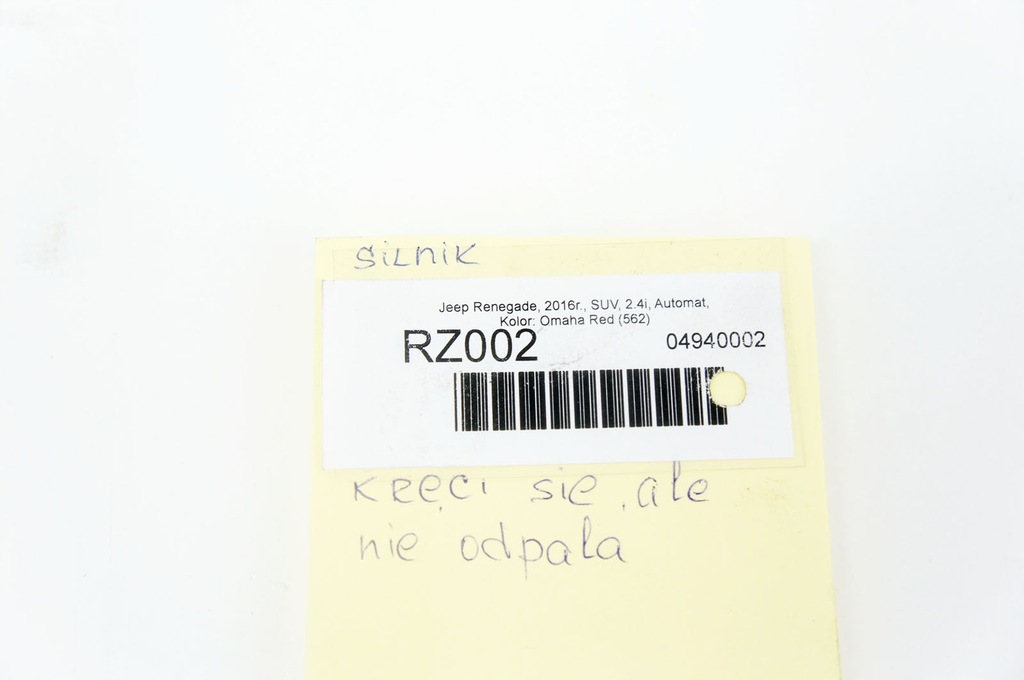 SiLniK
Jeep Renegade, 2016r., SUV, 2.4i, Automat,
Kolor: Omaha Red (562)
RZ002 04940002
KRĘCi się, ale
nie odpala